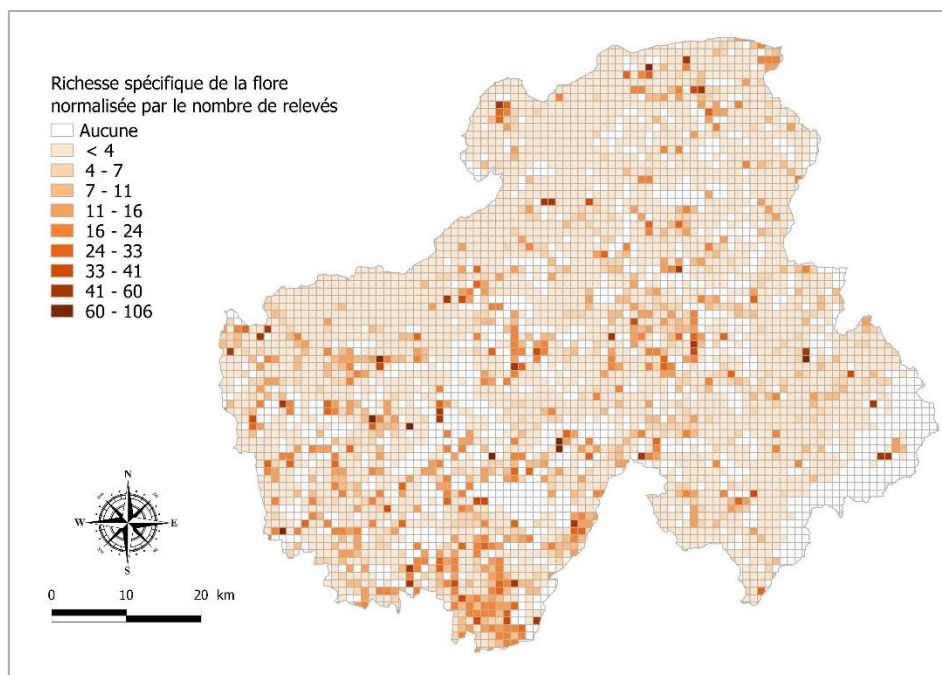 Richesse spécifique de la flore
normalisée par le nombre de relevés
Aucune
< 4
4 - 7
7 - 11
11 - 16
16 - 24
24 - 33
33 - 41
41 - 60
60 - 106
N
W E
S
0 10 20 km